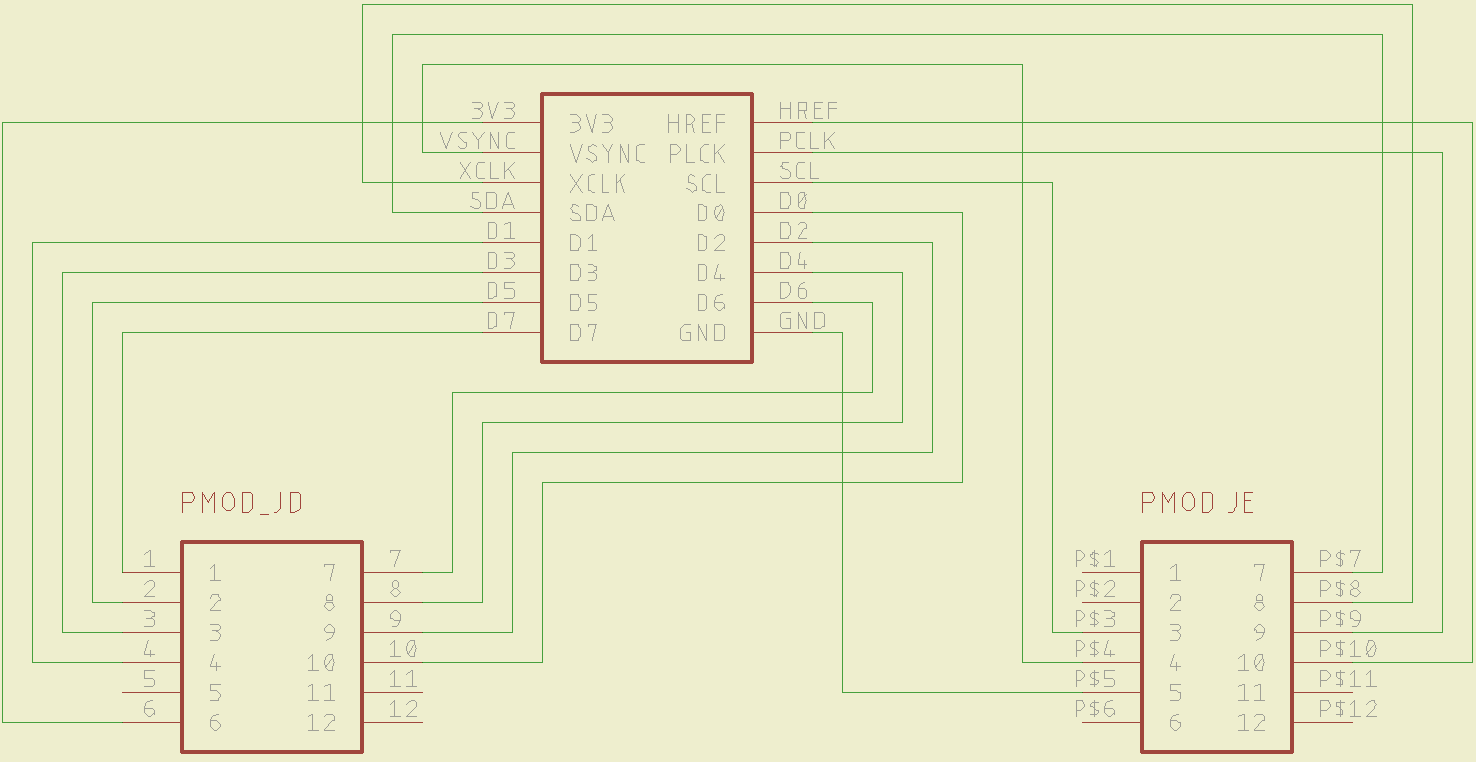 3V3 HREF
3V3 HREF
VSYNC PCLK
VSYNC PLCK
XCLK SCL
XCLK SCL
SDA D0
SDA D0
D1 D2
D1 D2
D3 D4
D3 D4
D5 D6
D5 D6
D7 GND
D7 GND
PMOD_JD
1 7
1 7
2 8
2 8
3 9
3 9
4 10
4 10
5 11
5 11
6 12
6 12
PMOD JE
P$1 P$7
1 7
P$2 P$8
2 8
P$3 P$9
3 9
P$4 P$10
4 10
P$5 P$11
5 11
P$6 P$12
6 12